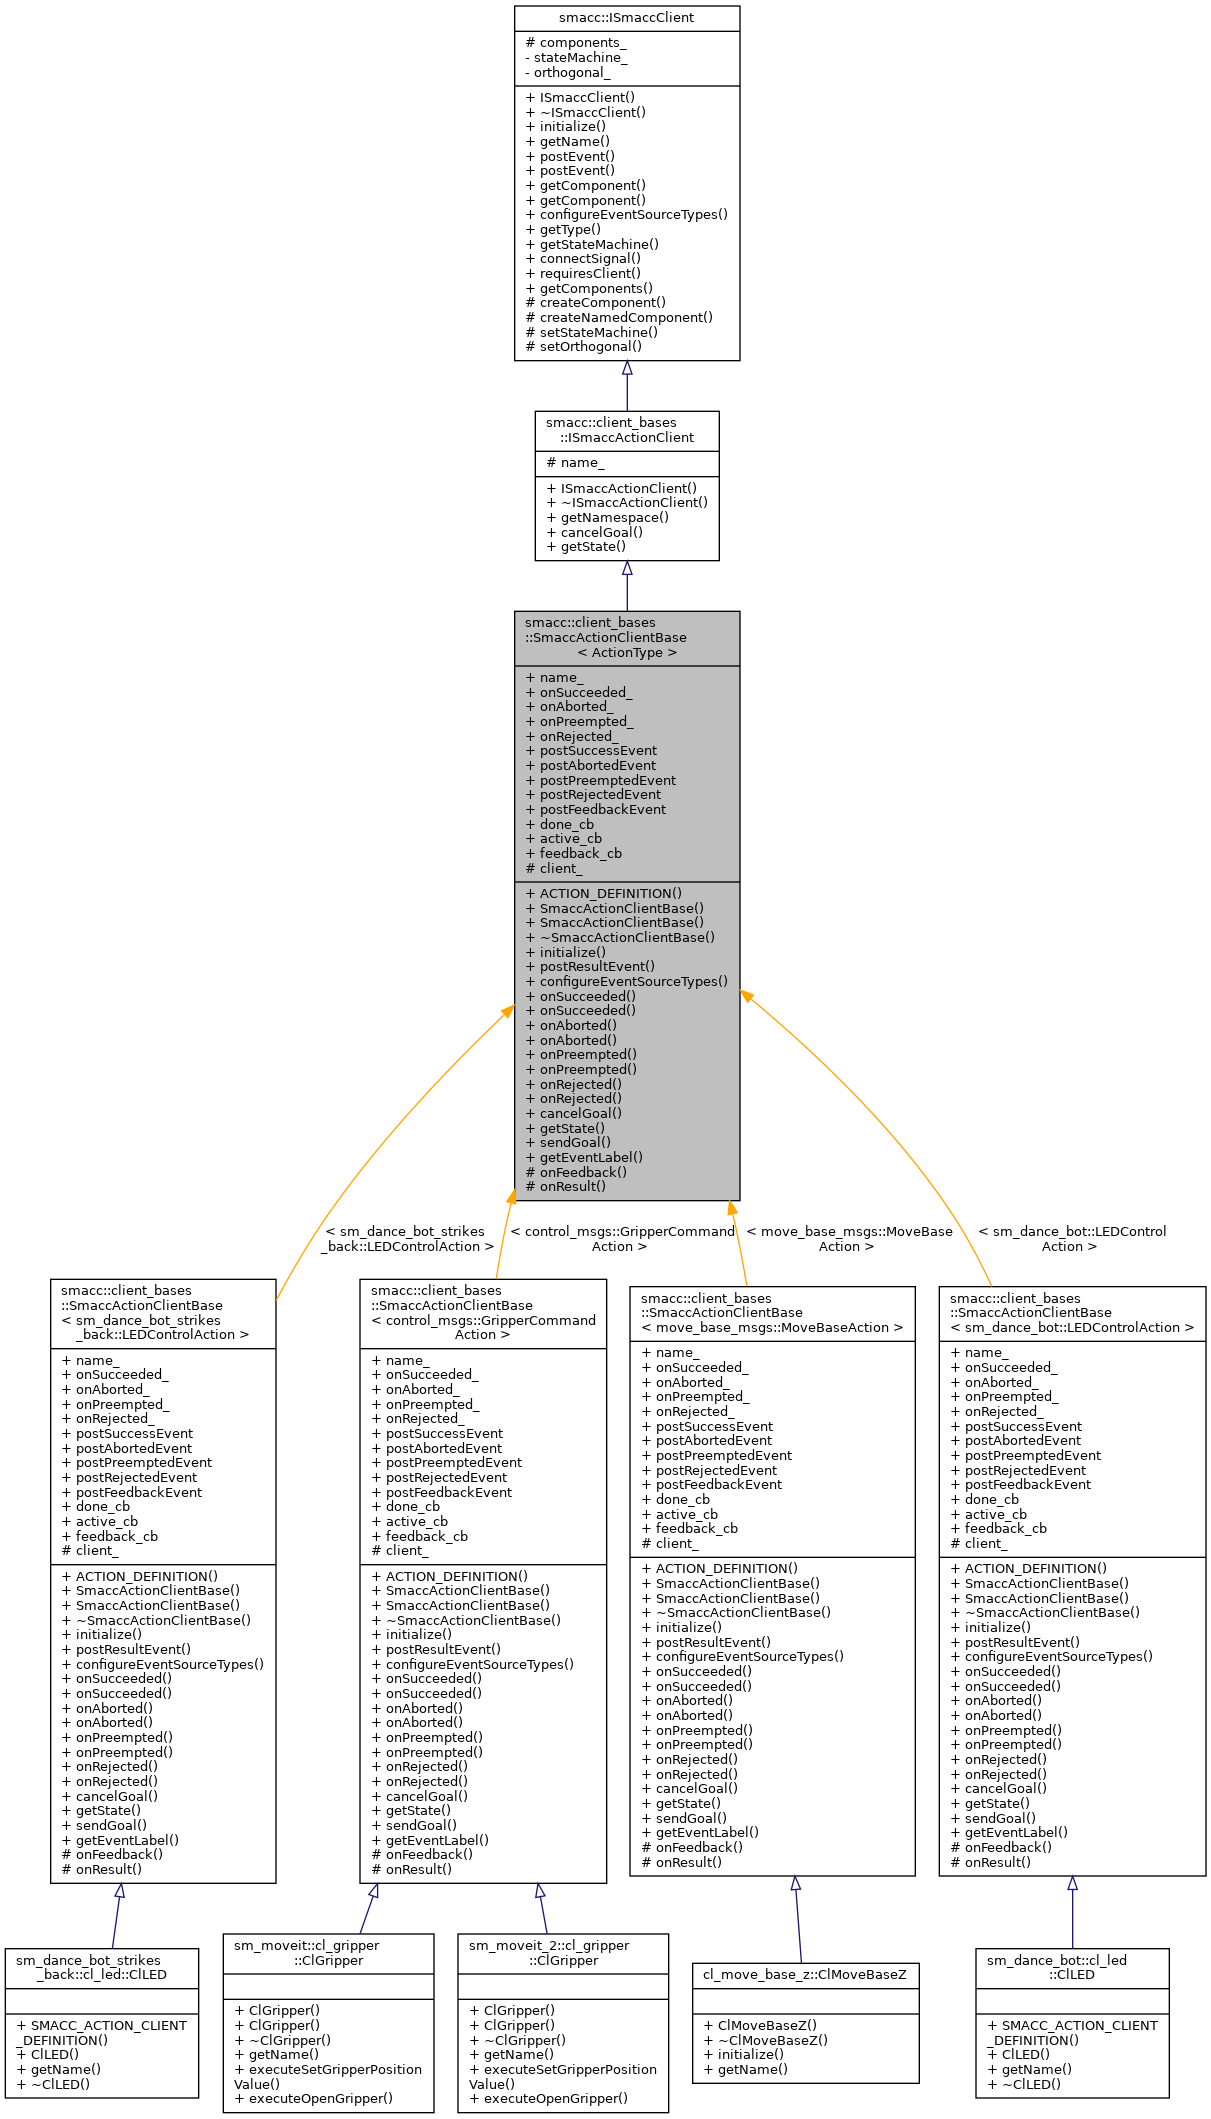 smacc::ISmaccClient
# components_
- stateMachine_
- orthogonal_
+ ISmaccClient()
+ ~ISmaccClient()
+ initialize()
+ getName()
+ postEvent()
+ postEvent()
+ getComponent()
+ getComponent()
+ configureEventSourceTypes()
+ getType()
+ getStateMachine()
+ connectSignal()
+ requiresClient()
+ getComponents()
# createComponent()
# createNamedComponent()
# setStateMachine()
# setOrthogonal()
smacc::client_bases
::ISmaccActionClient
# name_
+ ISmaccActionClient()
+ ~ISmaccActionClient()
+ getNamespace()
+ cancelGoal()
+ getState()
smacc::client_bases
::SmaccActionClientBase
< ActionType >
+ name_
+ onSucceeded_
+ onAborted_
+ onPreempted_
+ onRejected_
+ postSuccessEvent
+ postAbortedEvent
+ postPreemptedEvent
+ postRejectedEvent
+ postFeedbackEvent
+ done_cb
+ active_cb
+ feedback_cb
# client_
+ ACTION_DEFINITION()
+ SmaccActionClientBase()
+ SmaccActionClientBase()
+ ~SmaccActionClientBase()
+ initialize()
+ postResultEvent()
+ configureEventSourceTypes()
+ onSucceeded()
+ onSucceeded()
+ onAborted()
+ onAborted()
+ onPreempted()
+ onPreempted()
+ onRejected()
+ onRejected()
+ cancelGoal()
+ getState()
+ sendGoal()
+ getEventLabel()
# onFeedback()
# onResult()
< sm_dance_bot_strikes
_back::LEDControlAction >
< control_msgs::GripperCommand
Action >
< move_base_msgs::MoveBase
Action >
< sm_dance_bot::LEDControl
Action >
smacc::client_bases
::SmaccActionClientBase
< sm_dance_bot_strikes
_back::LEDControlAction >
+ name_
+ onSucceeded_
+ onAborted_
+ onPreempted_
+ onRejected_
+ postSuccessEvent
+ postAbortedEvent
+ postPreemptedEvent
+ postRejectedEvent
+ postFeedbackEvent
+ done_cb
+ active_cb
+ feedback_cb
# client_
+ ACTION_DEFINITION()
+ SmaccActionClientBase()
+ SmaccActionClientBase()
+ ~SmaccActionClientBase()
+ initialize()
+ postResultEvent()
+ configureEventSourceTypes()
+ onSucceeded()
+ onSucceeded()
+ onAborted()
+ onAborted()
+ onPreempted()
+ onPreempted()
+ onRejected()
+ onRejected()
+ cancelGoal()
+ getState()
+ sendGoal()
+ getEventLabel()
# onFeedback()
# onResult()
smacc::client_bases
::SmaccActionClientBase
< control_msgs::GripperCommand
Action >
+ name_
+ onSucceeded_
+ onAborted_
+ onPreempted_
+ onRejected_
+ postSuccessEvent
+ postAbortedEvent
+ postPreemptedEvent
+ postRejectedEvent
+ postFeedbackEvent
+ done_cb
+ active_cb
+ feedback_cb
# client_
+ ACTION_DEFINITION()
+ SmaccActionClientBase()
+ SmaccActionClientBase()
+ ~SmaccActionClientBase()
+ initialize()
+ postResultEvent()
+ configureEventSourceTypes()
+ onSucceeded()
+ onSucceeded()
+ onAborted()
+ onAborted()
+ onPreempted()
+ onPreempted()
+ onRejected()
+ onRejected()
+ cancelGoal()
+ getState()
+ sendGoal()
+ getEventLabel()
# onFeedback()
# onResult()
smacc::client_bases
::SmaccActionClientBase
< move_base_msgs::MoveBaseAction >
+ name_
+ onSucceeded_
+ onAborted_
+ onPreempted_
+ onRejected_
+ postSuccessEvent
+ postAbortedEvent
+ postPreemptedEvent
+ postRejectedEvent
+ postFeedbackEvent
+ done_cb
+ active_cb
+ feedback_cb
# client_
+ ACTION_DEFINITION()
+ SmaccActionClientBase()
+ SmaccActionClientBase()
+ ~SmaccActionClientBase()
+ initialize()
+ postResultEvent()
+ configureEventSourceTypes()
+ onSucceeded()
+ onSucceeded()
+ onAborted()
+ onAborted()
+ onPreempted()
+ onPreempted()
+ onRejected()
+ onRejected()
+ cancelGoal()
+ getState()
+ sendGoal()
+ getEventLabel()
# onFeedback()
# onResult()
smacc::client_bases
::SmaccActionClientBase
< sm_dance_bot::LEDControlAction >
+ name_
+ onSucceeded_
+ onAborted_
+ onPreempted_
+ onRejected_
+ postSuccessEvent
+ postAbortedEvent
+ postPreemptedEvent
+ postRejectedEvent
+ postFeedbackEvent
+ done_cb
+ active_cb
+ feedback_cb
# client_
+ ACTION_DEFINITION()
+ SmaccActionClientBase()
+ SmaccActionClientBase()
+ ~SmaccActionClientBase()
+ initialize()
+ postResultEvent()
+ configureEventSourceTypes()
+ onSucceeded()
+ onSucceeded()
+ onAborted()
+ onAborted()
+ onPreempted()
+ onPreempted()
+ onRejected()
+ onRejected()
+ cancelGoal()
+ getState()
+ sendGoal()
+ getEventLabel()
# onFeedback()
# onResult()
sm_dance_bot_strikes
_back::cl_led::ClLED
+ SMACC_ACTION_CLIENT
_DEFINITION()
+ ClLED()
+ getName()
+ ~ClLED()
sm_moveit::cl_gripper
::ClGripper
+ ClGripper()
+ ClGripper()
+ ~ClGripper()
+ getName()
+ executeSetGripperPosition
Value()
+ executeOpenGripper()
sm_moveit_2::cl_gripper
::ClGripper
+ ClGripper()
+ ClGripper()
+ ~ClGripper()
+ getName()
+ executeSetGripperPosition
Value()
+ executeOpenGripper()
cl_move_base_z::ClMoveBaseZ
+ ClMoveBaseZ()
+ ~ClMoveBaseZ()
+ initialize()
+ getName()
sm_dance_bot::cl_led
::ClLED
+ SMACC_ACTION_CLIENT
_DEFINITION()
+ ClLED()
+ getName()
+ ~ClLED()